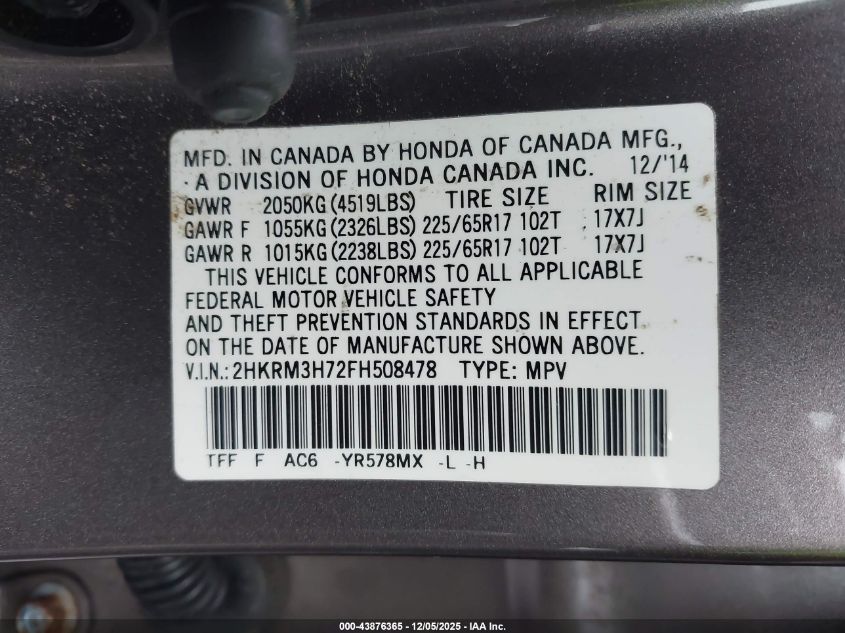 MFD. IN CANADA BY HONDA OF CANADA MFG.,
A DIVISION OF HONDA CANADA INC. 12/'14
GVWR 2050KG(4519LBS) TIRE SIZE RIM SIZE
GAWR F 1055KG(2326LBS) 225/65R17 102T 17X7J
GAWR R 1015KG(2238LBS) 225/65R17 102T 17X7J
THIS VEHICLE CONFORMS TO ALL APPLICABLE
FEDERAL MOTOR VEHICLE SAFETY
AND THEFT PREVENTION STANDARDS IN EFFECT
ON THE DATE OF MANUFACTURE SHOWN ABOVE.
V.I.N.:2HKRM3H72FH508478 TYPE: MPV
TFF F AC6 -YR578MX -L -H
000-43876365 - 12/05/2025 - IAA Inc.